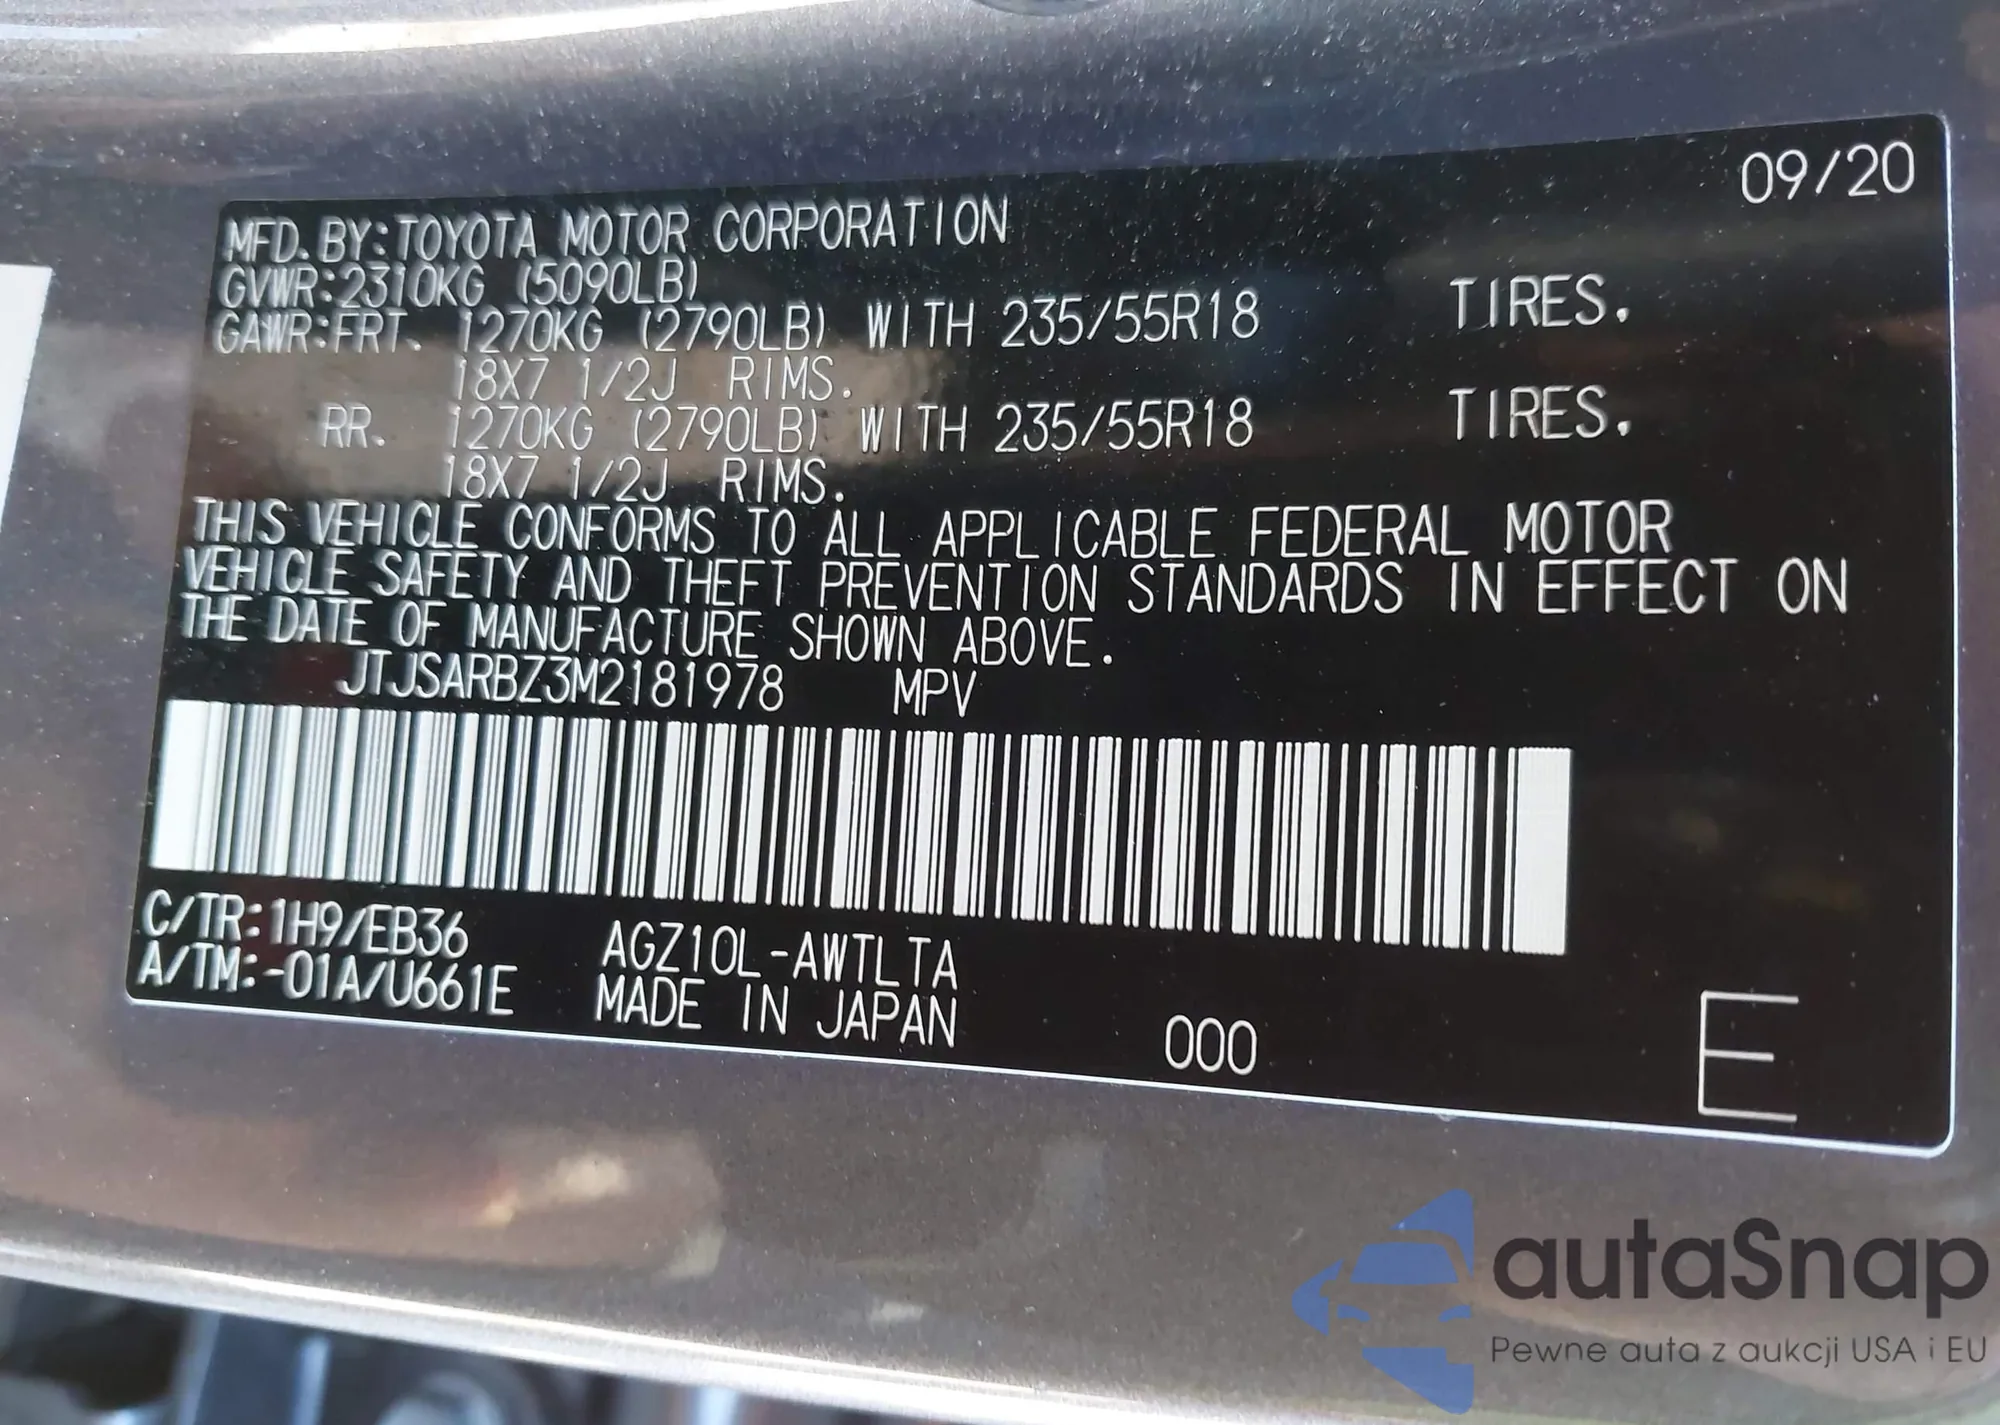 09/20
MFD. BY:TOYOTA MOTOR CORPORATION
GVWR:2310KG (5090LB)
GAWR:FRT. 1270KG (2790LB) WITH 235/55R18 TIRES.
18X7 1/2J RIMS.
RR. 1270KG (2790LB) WITH 235/55R18 TIRES.
18X7 1/2J RIMS.
THIS VEHICLE CONFORMS TO ALL APPLICABLE FEDERAL MOTOR
VEHICLE SAFETY AND THEFT PREVENTION STANDARDS IN EFFECT ON
THE DATE OF MANUFACTURE SHOWN ABOVE.
JTJSARBZ3M2181978 MPV
C/TR:1H9/EB36 AGZ10L-AWTLTA
A/TM:-01A/U661E MADE IN JAPAN 000
E
autaSnap
Pewne auta z aukcji USA i EU